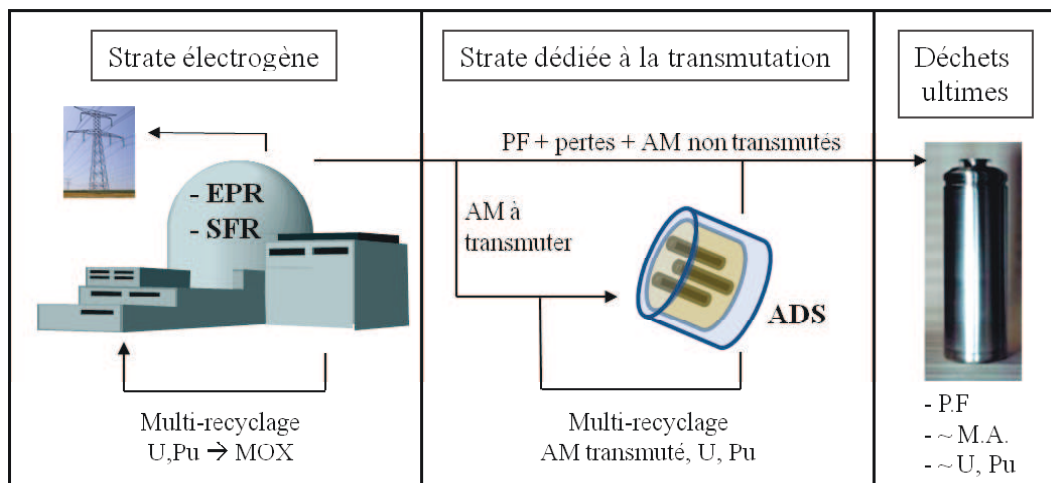 Strate électrogène
- EPR
- SFR
Multi-recyclage
U,Pu → MOX
Strate dédiée à la transmutation
PF + pertes + AM non transmutés
AM à
transmuter
ADS
Multi-recyclage
AM transmuté, U, Pu
Déchets
ultimes
- P.F
- ~ M.A.
- ~ U, Pu